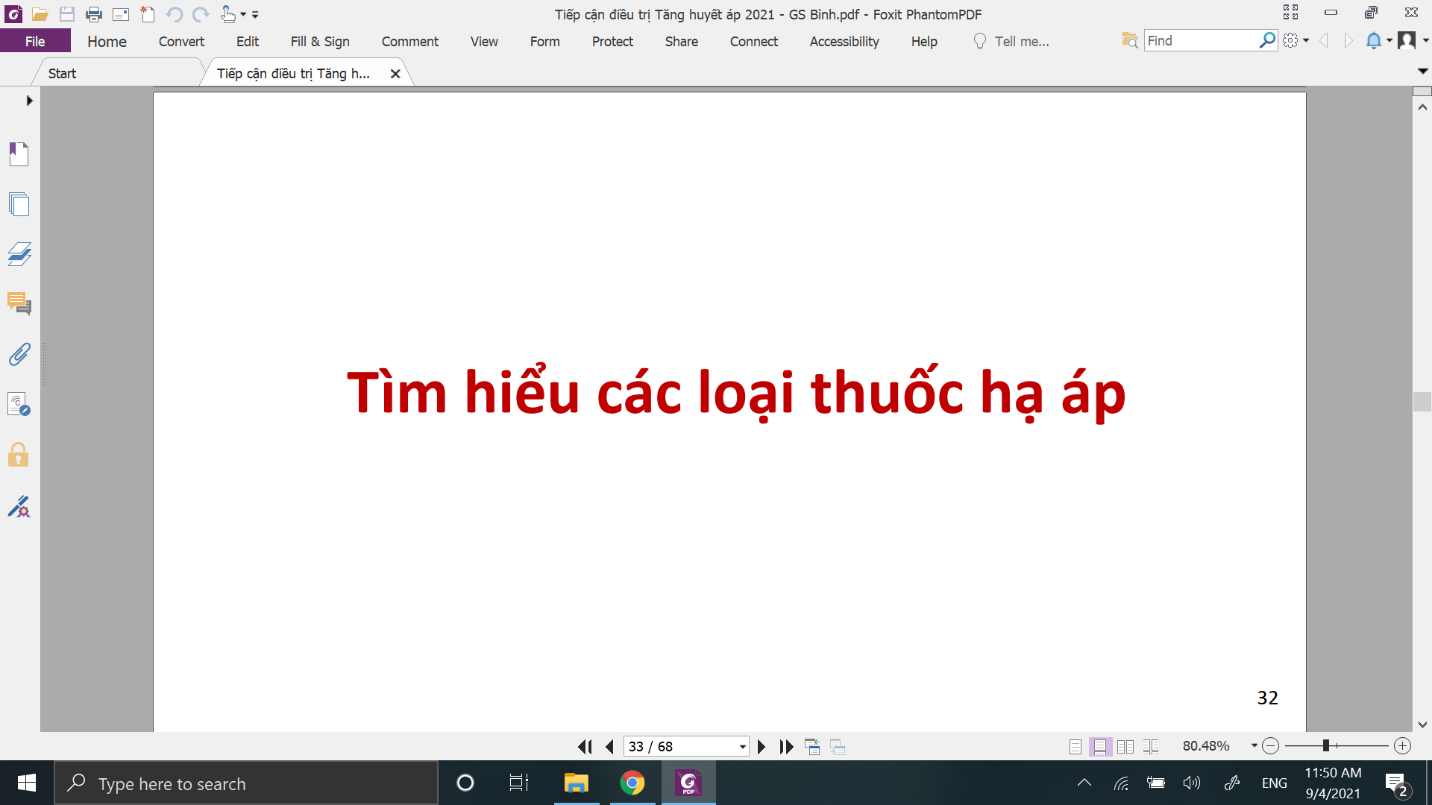 Tiếp cận điều trị Tăng huyết áp 2021 - GS Binh.pdf - Foxit PhantomPDF
File Home Convert Edit Fill & Sign Comment View Form Protect Share Connect Accessibility Help Tell me... Find
Start Tiếp cận điều trị Tăng h...
Tìm hiểu các loại thuốc hạ áp
32
33 / 68 80.48%
Type here to search PDF ENG 11:50 AM
9/4/2021 2